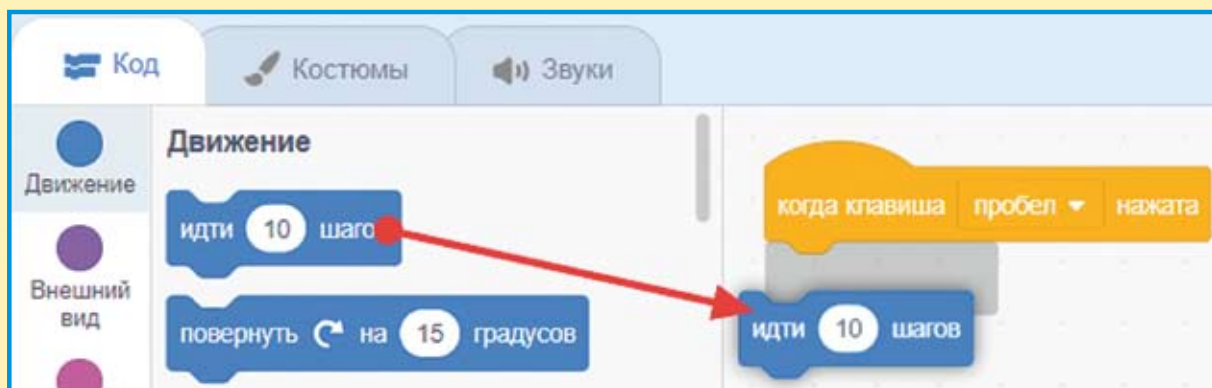 Код
Костюмы
Звуки
Движение
Внешний
вид
Движение
идти 10 шаго
повернуть на 15 градусов
когда клавиша пробел нажата
идти 10 шагов